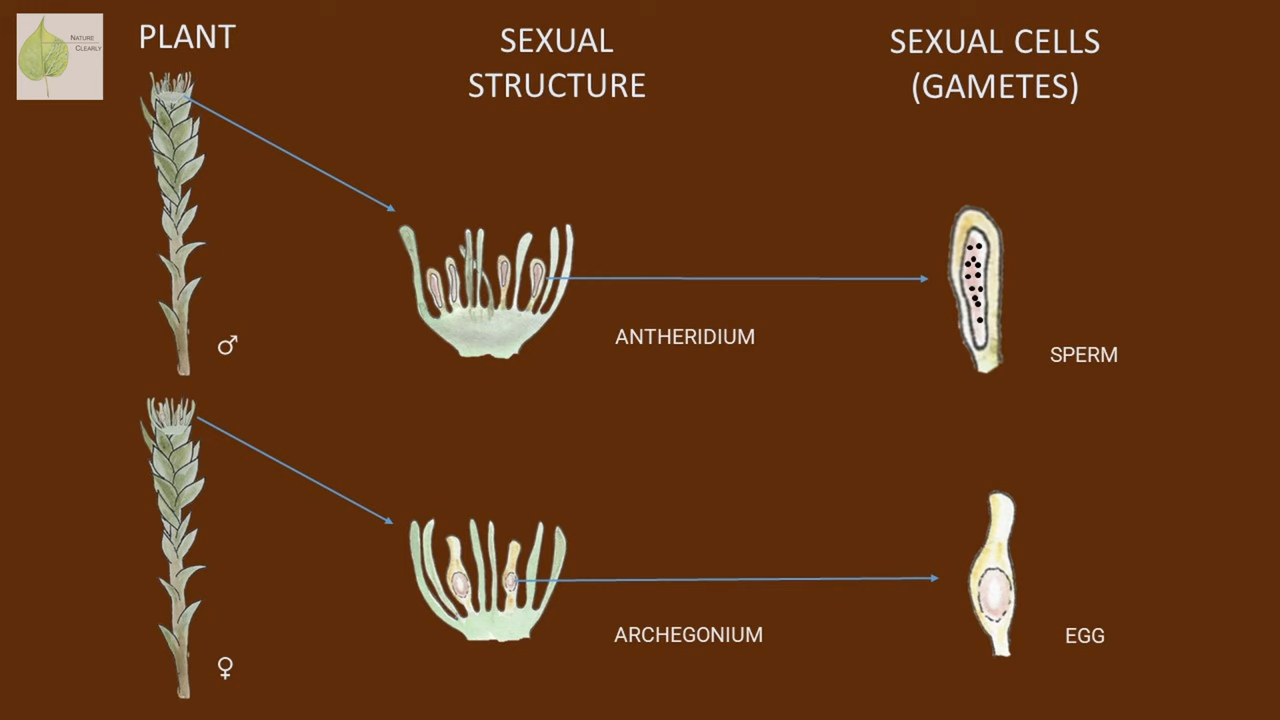 NATURE
CLEARLY
PLANT
SEXUAL
STRUCTURE
SEXUAL CELLS
(GAMETES)
♂
ANTHERIDIUM
SPERM
♀
ARCHEGONIUM
EGG